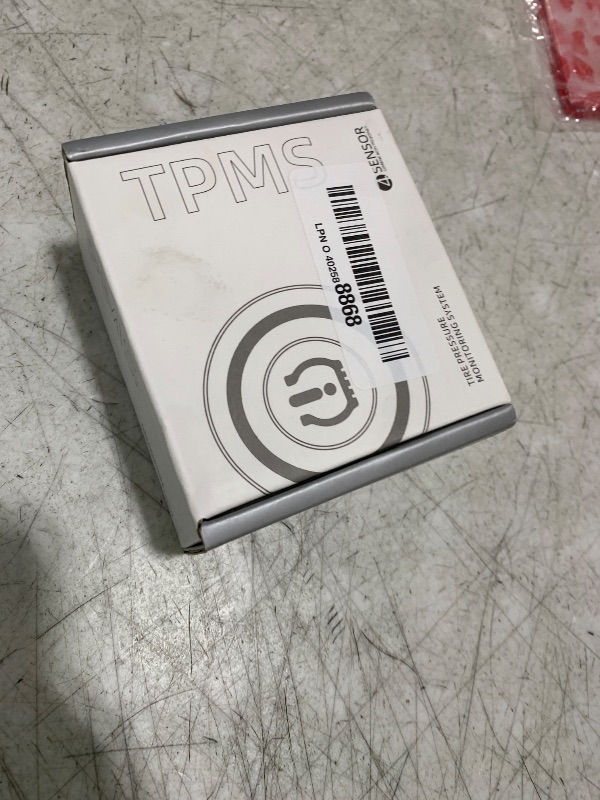 TPMS
SENSOR
LPN O 40258
8868
TIRE PRESSURE
MONITORING SYSTEM